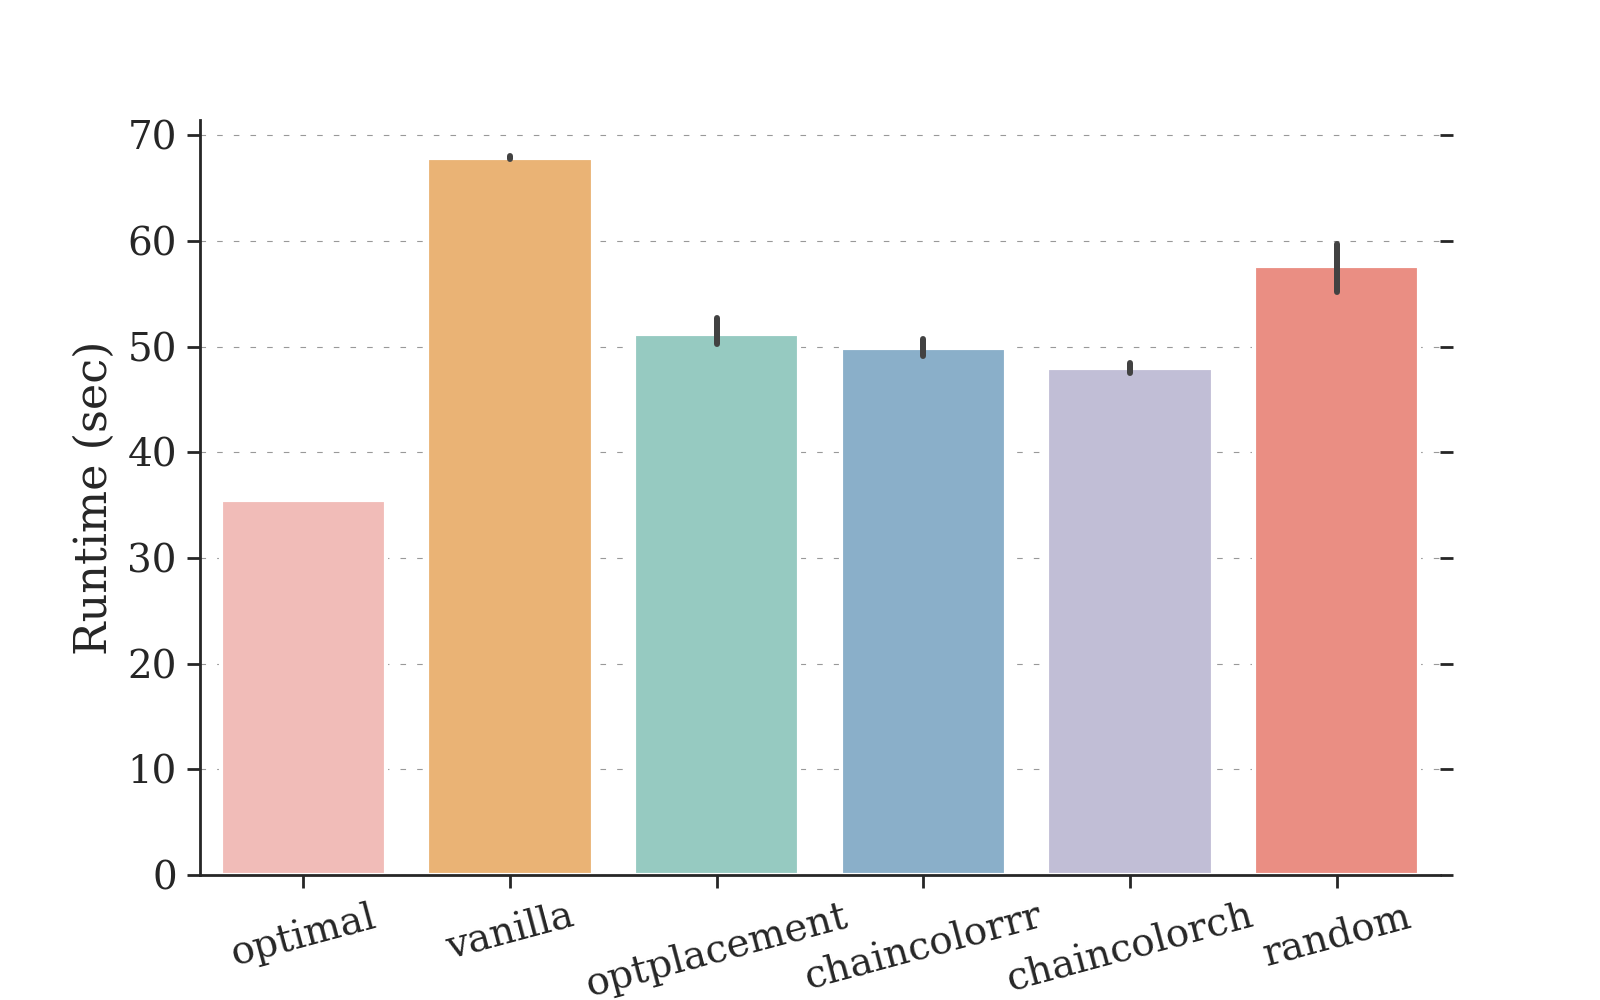 Runtime (sec)
70
60
50
40
30
20
10
0
optimal
vanilla
optplacement
chaincolorrr
chaincolorch
random